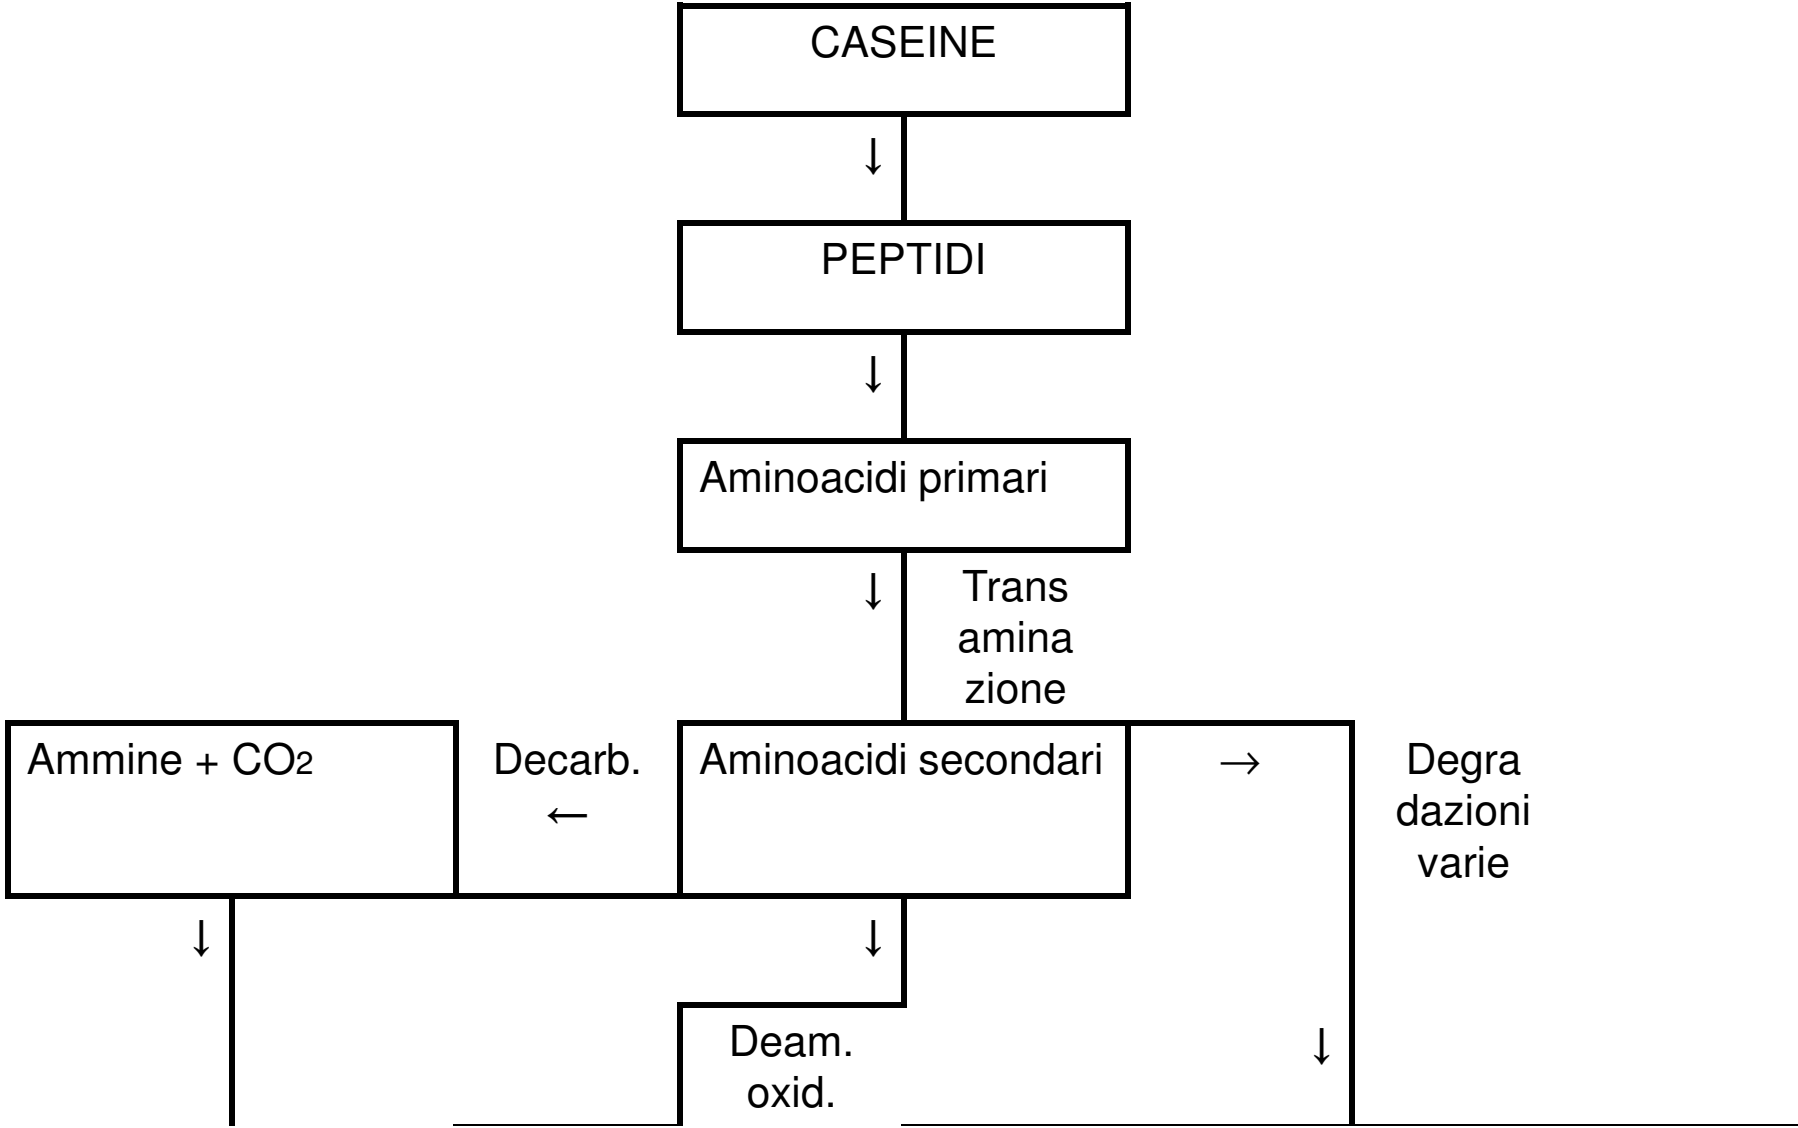 CASEINE
↓
PEPTIDI
↓
Aminoacidi primari
↓
Trans
amina
zione
Ammine + CO2
Decarb.
←
Aminoacidi secondari
→
Degra
dazioni
varie
↓
↓
Deam.
oxid.
↓